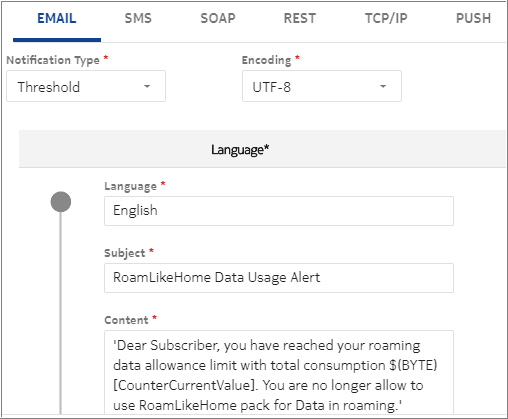 EMAIL SMS SOAP REST TCP/IP PUSH
Notification Type * Encoding *
Threshold UTF-8
Language*
Language *
English
Subject *
RoamLikeHome Data Usage Alert
Content *
'Dear Subscriber, you have reached your roaming
data allowance limit with total consumption $(BYTE)
[CounterCurrentValue]. You are no longer allow to
use RoamLikeHome pack for Data in roaming.'